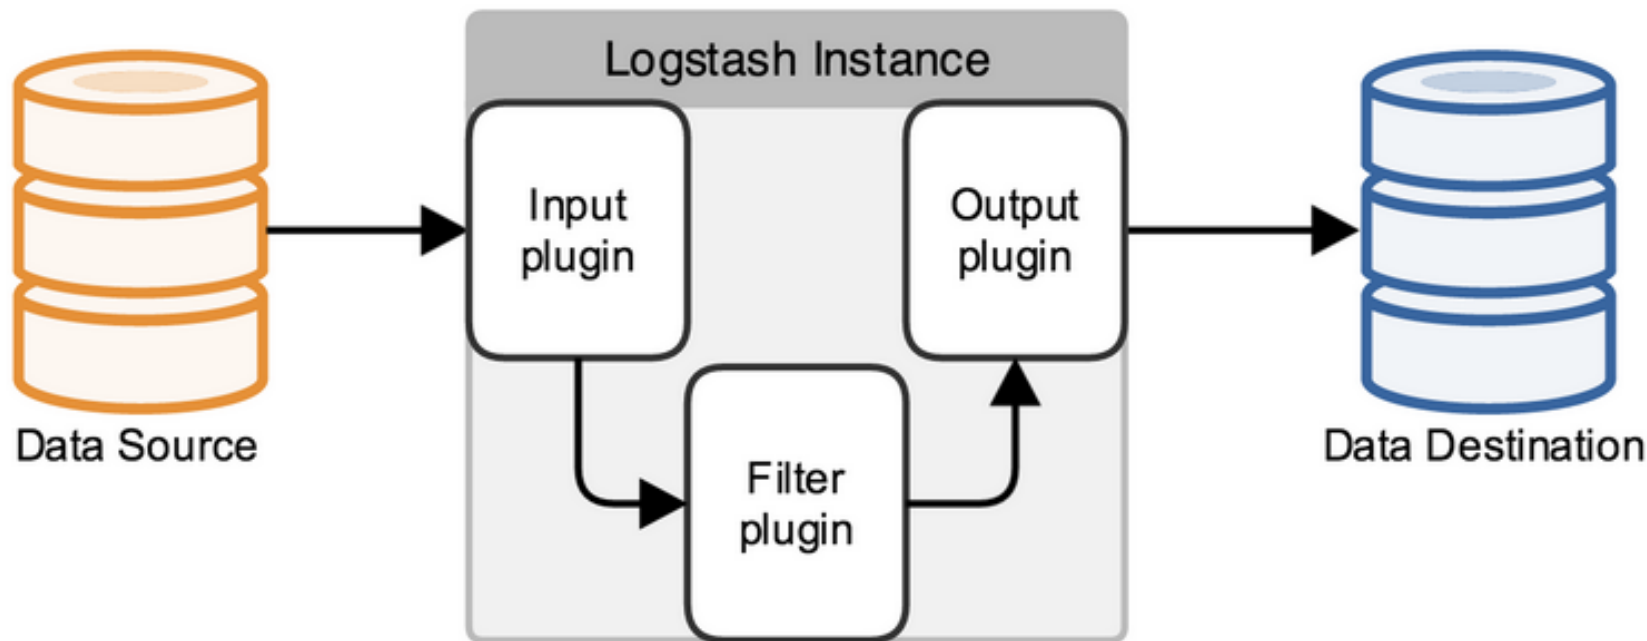 Logstash Instance
Input
plugin
Output
plugin
Data Source
Data Destination
Filter
plugin